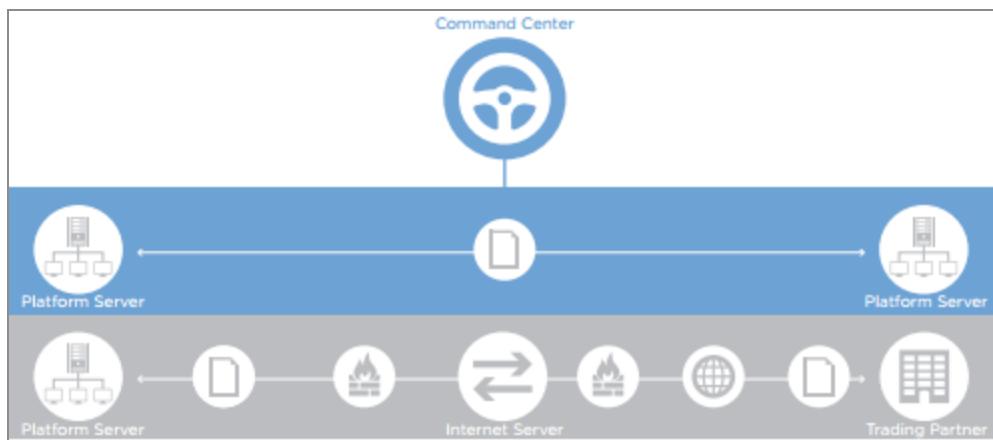 Command Center
Platform Server
Platform Server
Platform Server
Internet Server
Trading Partner